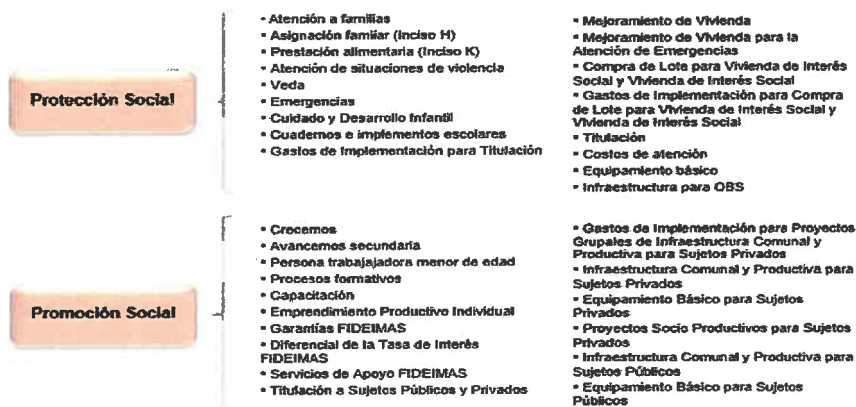 Protección Social
• Atención a familias
• Asignación familiar (Inciso H)
• Prestación alimentaria (Inciso K)
• Atención de situaciones de violencia
• Veda
• Emergencias
• Cuidado y Desarrollo Infantil
• Cuadernos e implementos escolares
• Gastos de Implementación para Titulación
• Mejoramiento de Vivienda
• Mejoramiento de Vivienda para la
Atención de Emergencias
• Compra de Lote para Vivienda de Interés
Social y Vivienda de Interés Social
• Gastos de Implementación para Compra
de Lote para Vivienda de Interés Social y
Vivienda de Interés Social
• Titulación
• Costos de atención
• Equipamiento básico
• Infraestructura para OBS
Promoción Social
• Crecemos
• Avancemos secundaria
• Persona trabajajadora menor de edad
• Procesos formativos
• Capacitación
• Emprendimiento Productivo Individual
• Garantías FIDEIMAS
• Diferencial de la Tasa de Interés
FIDEIMAS
• Servicios de Apoyo FIDEIMAS
• Titulación a Sujetos Públicos y Privados
• Gastos de Implementación para Proyectos
Grupales de Infraestructura Comunal y
Productiva para Sujetos Privados
• Infraestructura Comunal y Productiva para
Sujetos Privados
• Equipamiento Básico para Sujetos
Privados
• Proyectos Socio Productivos para Sujetos
Privados
• Infraestructura Comunal y Productiva para
Sujetos Públicos
• Equipamiento Básico para Sujetos
Públicos